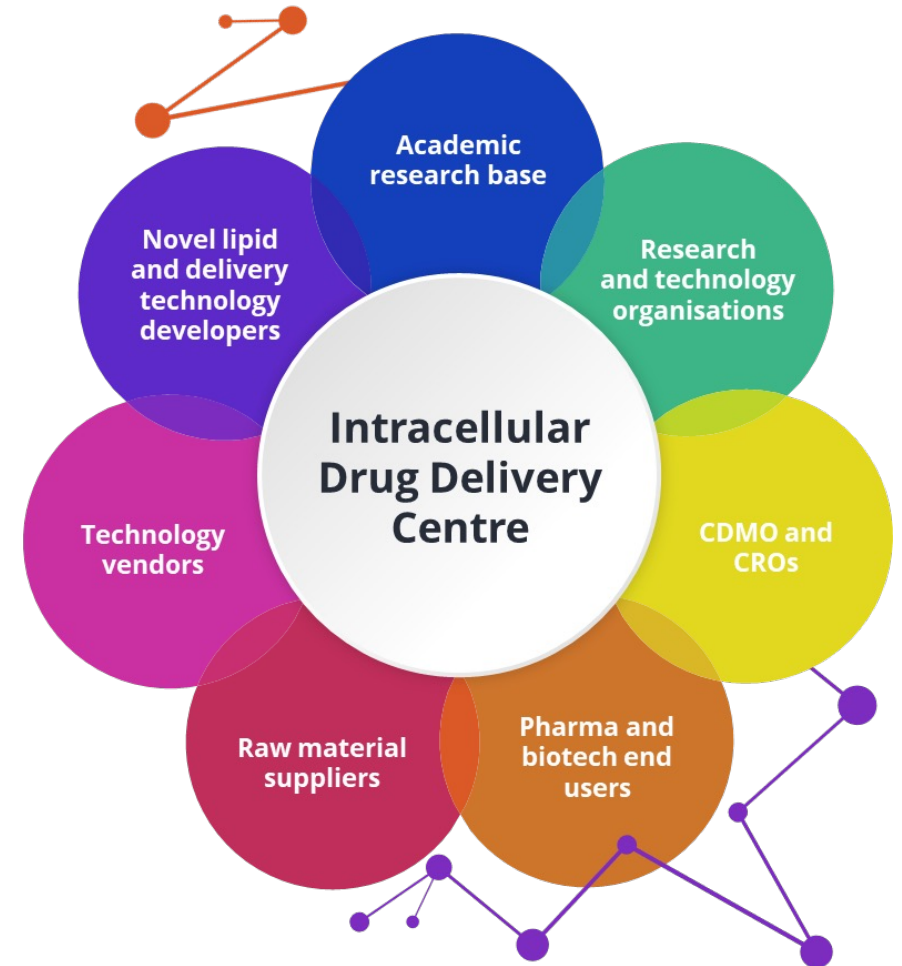 Academic
research base
Research
and technology
organisations
CDMO and
CROs
Pharma and
biotech end
users
Raw material
suppliers
Technology
vendors
Novel lipid
and delivery
technology
developers
Intracellular
Drug Delivery
Centre